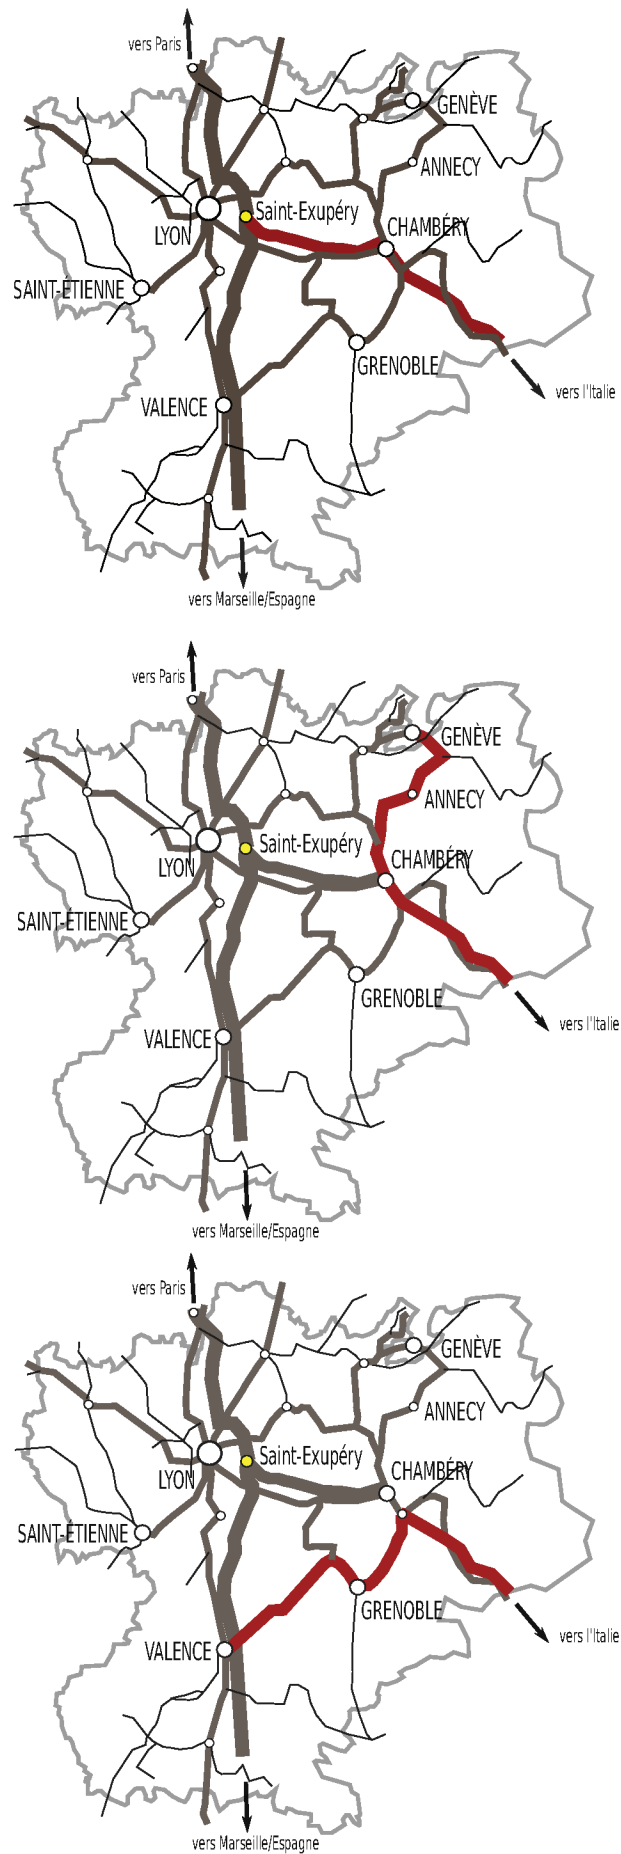 vers Paris
GENÈVE
ANNECY
Saint-Exupéry
LYON
CHAMBÉRY
SAINT-ÉTIENNE
GRENOBLE
vers l'Italie
VALENCE
vers Marseille/Espagne
vers Paris
GENÈVE
ANNECY
Saint-Exupéry
LYON
CHAMBÉRY
SAINT-ÉTIENNE
GRENOBLE
vers l'Italie
VALENCE
vers Marseille/Espagne
vers Paris
GENÈVE
ANNECY
Saint-Exupéry
LYON
CHAMBÉRY
SAINT-ÉTIENNE
GRENOBLE
vers l'Italie
VALENCE
vers Marseille/Espagne